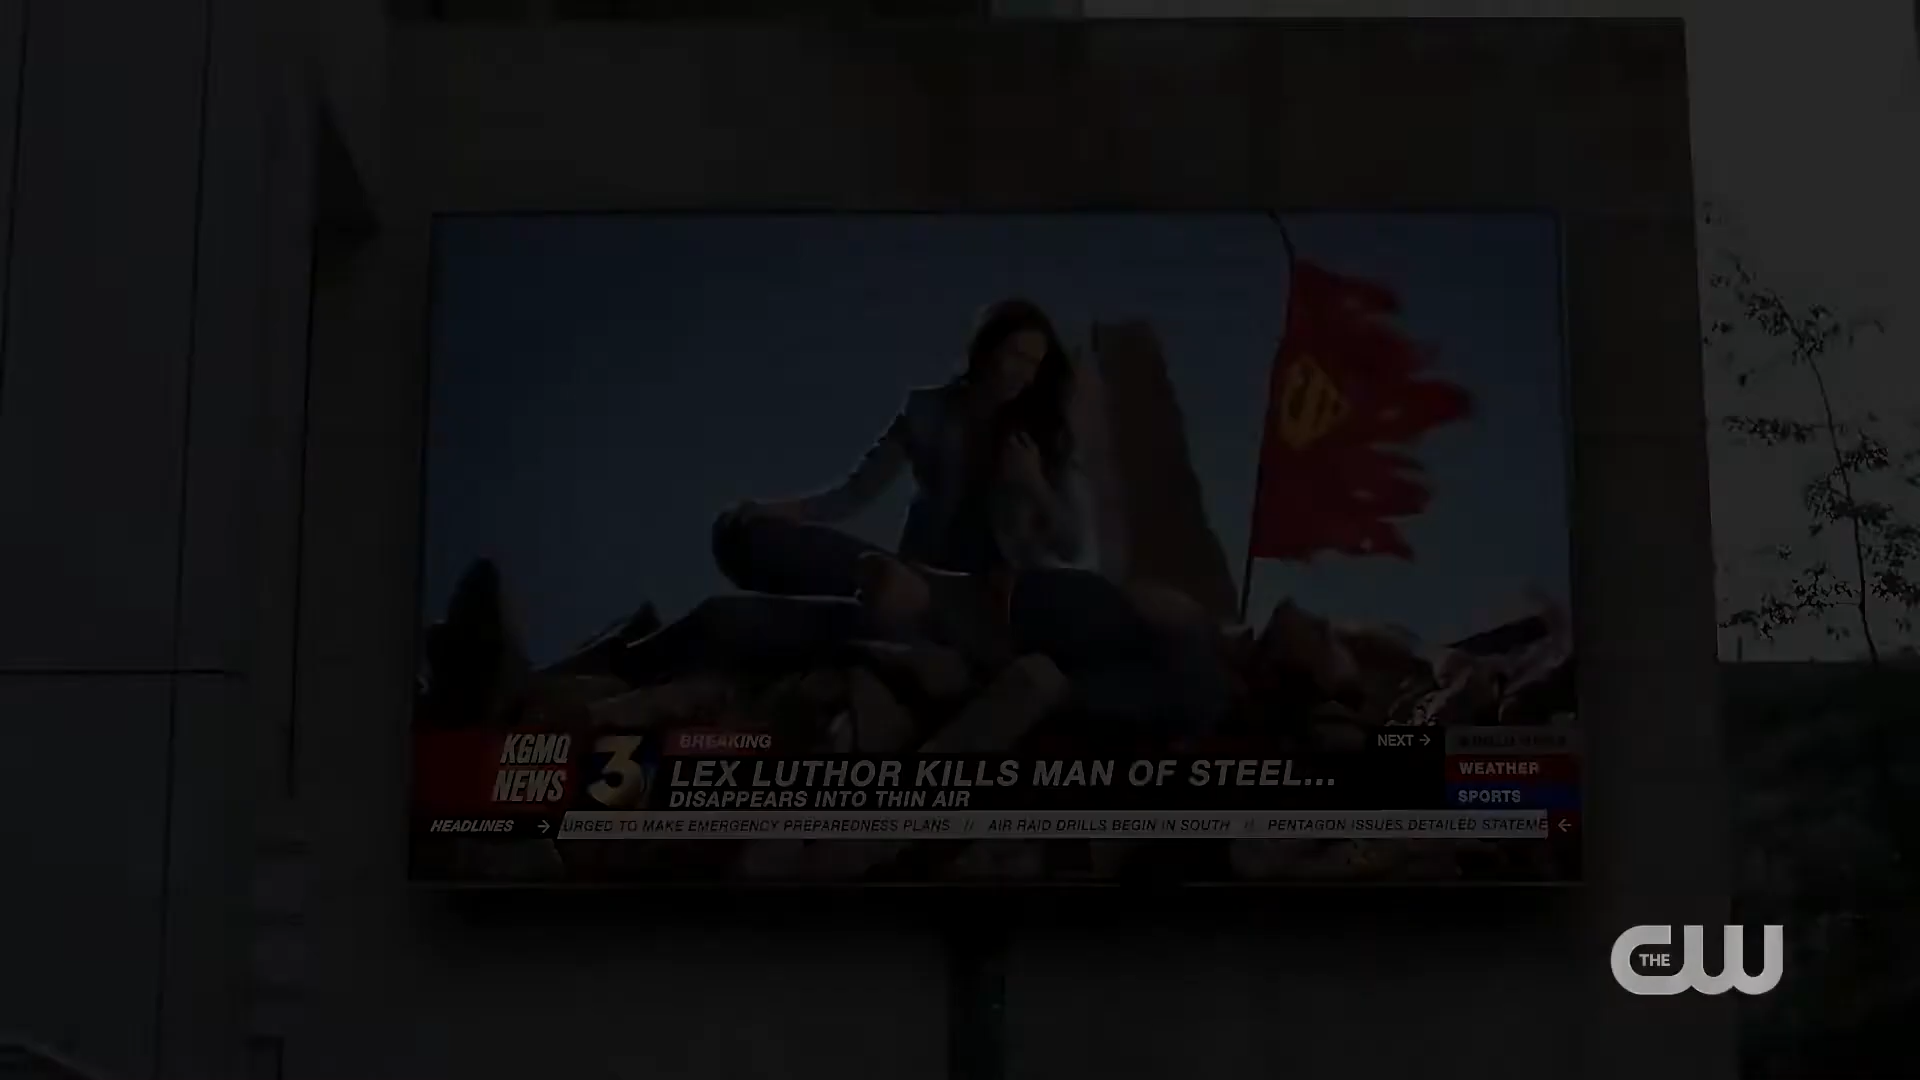 KGMQ
NEWS
3
BREAKING
LEX LUTHOR KILLS MAN OF STEEL...
DISAPPEARS INTO THIN AIR
NEXT →
WEATHER
SPORTS
HEADLINES →
URGED TO MAKE EMERGENCY PREPAREDNESS PLANS // AIR RAID DRILLS BEGIN IN SOUTH // PENTAGON ISSUES DETAILED STATEME ←
THE CW